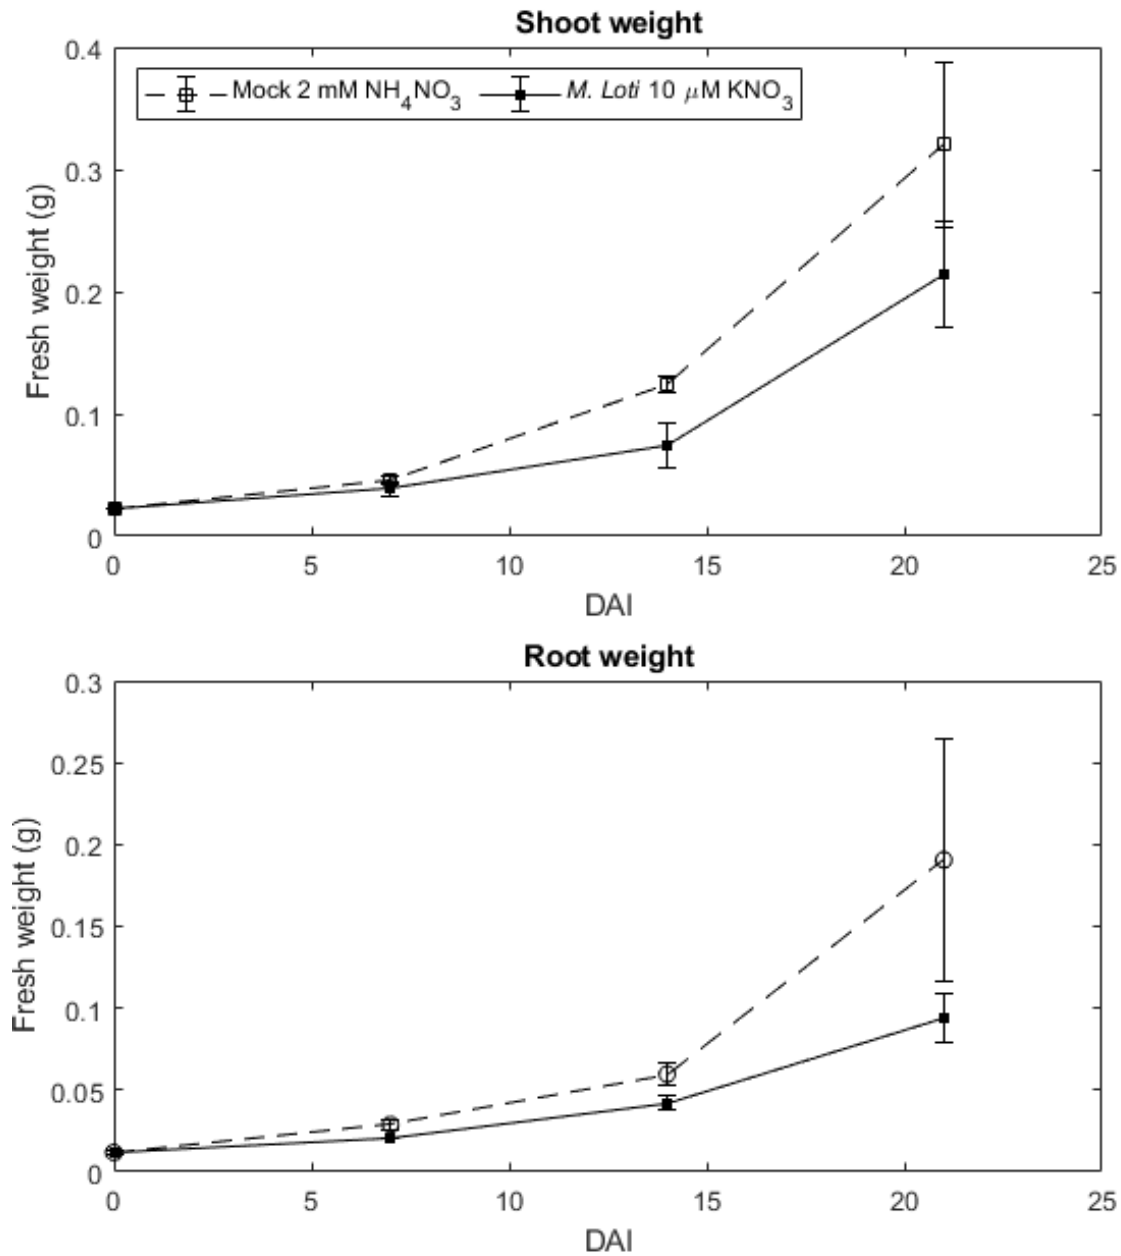 Shoot weight
0.4
Mock 2 mM NH₄NO₃ M. Loti 10 μM KNO₃
0.3
0.2
0.1
0
Fresh weight (g)
0 5 10 15 20 25
DAI
Root weight
0.3
0.25
0.2
0.15
0.1
0.05
0
Fresh weight (g)
0 5 10 15 20 25
DAI